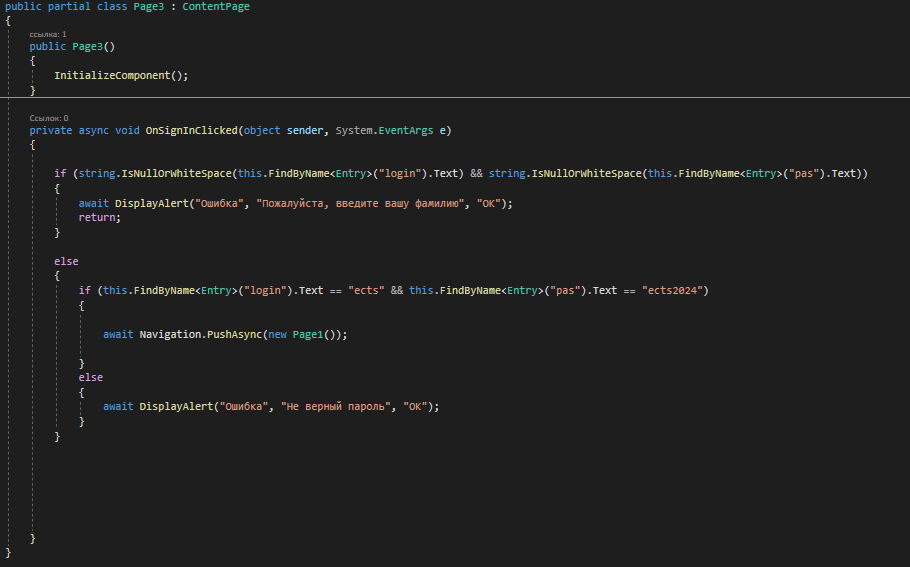 public partial class Page3 : ContentPage
{
ссылка: 1
public Page3()
{
InitializeComponent();
}
Ссылок: 0
private async void OnSignInClicked(object sender, System.EventArgs e)
{
if (string.IsNullOrWhiteSpace(this.FindByName<Entry>("login").Text) && string.IsNullOrWhiteSpace(this.FindByName<Entry>("pas").Text))
{
await DisplayAlert("Ошибка", "Пожалуйста, введите вашу фамилию", "OK");
return;
}
else
{
if (this.FindByName<Entry>("login").Text == "ects" && this.FindByName<Entry>("pas").Text == "ects2024")
{
await Navigation.PushAsync(new Page1());
}
else
{
await DisplayAlert("Ошибка", "Не верный пароль", "OK");
}
}
}
}